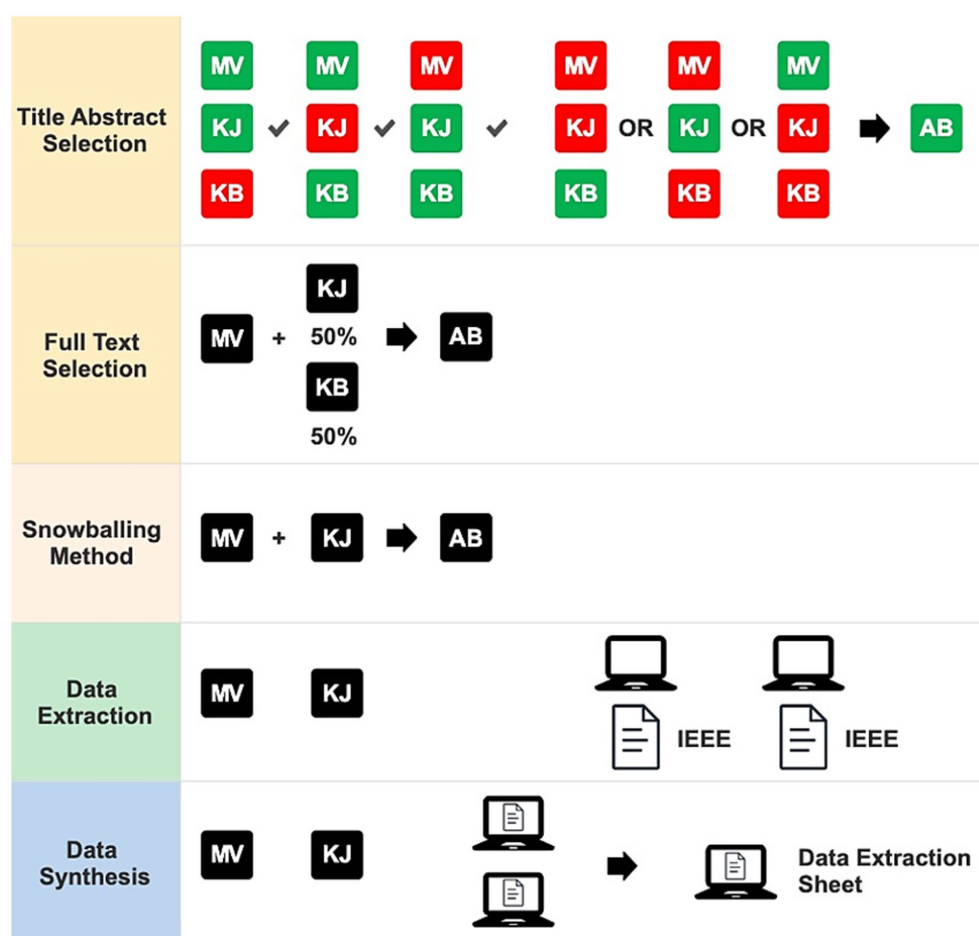 Title Abstract
Selection
MV MV MV MV MV MV
KJ KJ KJ KJ OR KJ OR KJ AB
KB KB KB KB KB KB
Full Text
Selection
KJ
MV + 50% AB
KB
50%
Snowballing
Method
MV + KJ AB
Data
Extraction
MV KJ
IEEE IEEE
Data
Synthesis
MV KJ
Data Extraction
Sheet